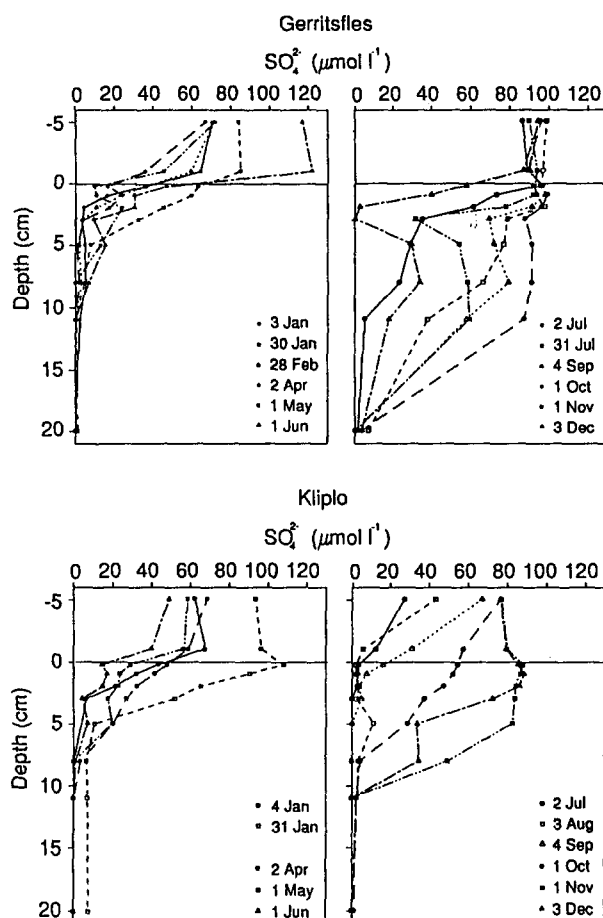 Gerritsfles
SO₄²⁻ (μmol l⁻¹)
0 20 40 60 80 100 120
0 20 40 60 80 100 120
-5
0
5
10
15
20
Depth (cm)
3 Jan
30 Jan
28 Feb
2 Apr
1 May
1 Jun
2 Jul
31 Jul
4 Sep
1 Oct
1 Nov
3 Dec
Kliplo
SO₄²⁻ (μmol l⁻¹)
0 20 40 60 80 100 120
0 20 40 60 80 100 120
-5
0
5
10
15
20
Depth (cm)
4 Jan
31 Jan
2 Apr
1 May
1 Jun
2 Jul
3 Aug
4 Sep
1 Oct
1 Nov
3 Dec